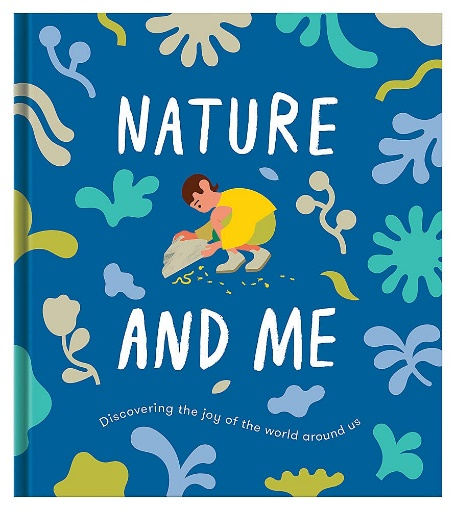 NATURE
AND ME
Discovering the joy of the world around us